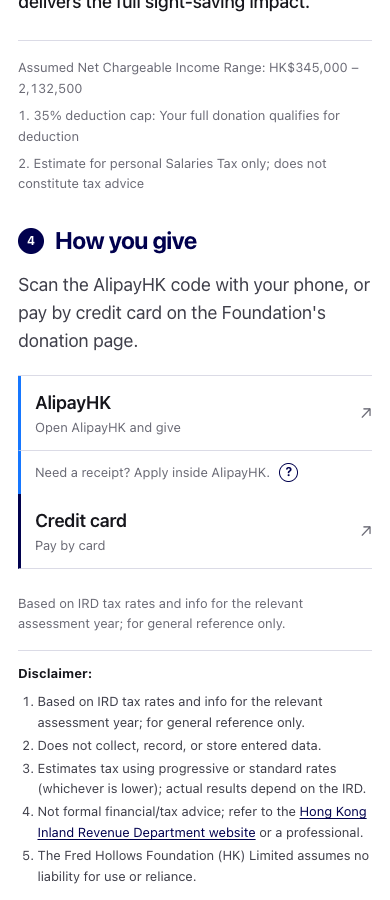 delivers the full sight-saving impact.
Assumed Net Chargeable Income Range: HK$345,000 –
2,132,500
1. 35% deduction cap: Your full donation qualifies for
deduction
2. Estimate for personal Salaries Tax only; does not
constitute tax advice
4 How you give
Scan the AlipayHK code with your phone, or
pay by credit card on the Foundation's
donation page.
AlipayHK
Open AlipayHK and give
Need a receipt? Apply inside AlipayHK. ?
Credit card
Pay by card
Based on IRD tax rates and info for the relevant
assessment year; for general reference only.
Disclaimer:
1. Based on IRD tax rates and info for the relevant
assessment year; for general reference only.
2. Does not collect, record, or store entered data.
3. Estimates tax using progressive or standard rates
(whichever is lower); actual results depend on the IRD.
4. Not formal financial/tax advice; refer to the Hong Kong
Inland Revenue Department website or a professional.
5. The Fred Hollows Foundation (HK) Limited assumes no
liability for use or reliance.